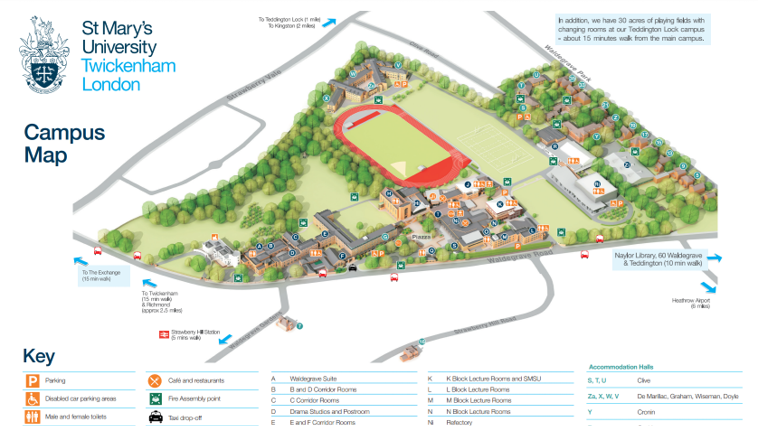 St Mary's
University
Twickenham
London
Campus
Map
To Teddington Lock (1 mile)
To Kingston (2 miles)
In addition, we have 30 acres of playing fields with
changing rooms at our Teddington Lock campus
- about 15 minutes walk from the main campus.
Strawberry Vale
Waldegrave Park
Piazza
Waldegrave Road
Waldegrave Gardens
Strawberry Hill Road
To The Exchange
(15 min walk)
To Twickenham
(15 min walk)
& Richmond
(approx 2.5 miles)
Strawberry Hill Station
(5 mins walk)
Naylor Library, 60 Waldegrave
& Teddington (10 min walk)
Heathrow Airport
(6 miles)
Key
Parking
Disabled car parking areas
Male and female toilets
Café and restaurants
Fire Assembly point
Taxi drop-off
A Waldegrave Suite
B B and D Corridor Rooms
C C Corridor Rooms
D Drama Studios and Postroom
E E and F Corridor Rooms
K K Block Lecture Rooms and SMSU
L L Block Lecture Rooms
M M Block Lecture Rooms
N N Block Lecture Rooms
Ni Refectory
Accommodation Halls
S, T, U Clive
Za, X, W, V De Marillac, Graham, Wiseman, Doyle
Y Cronin